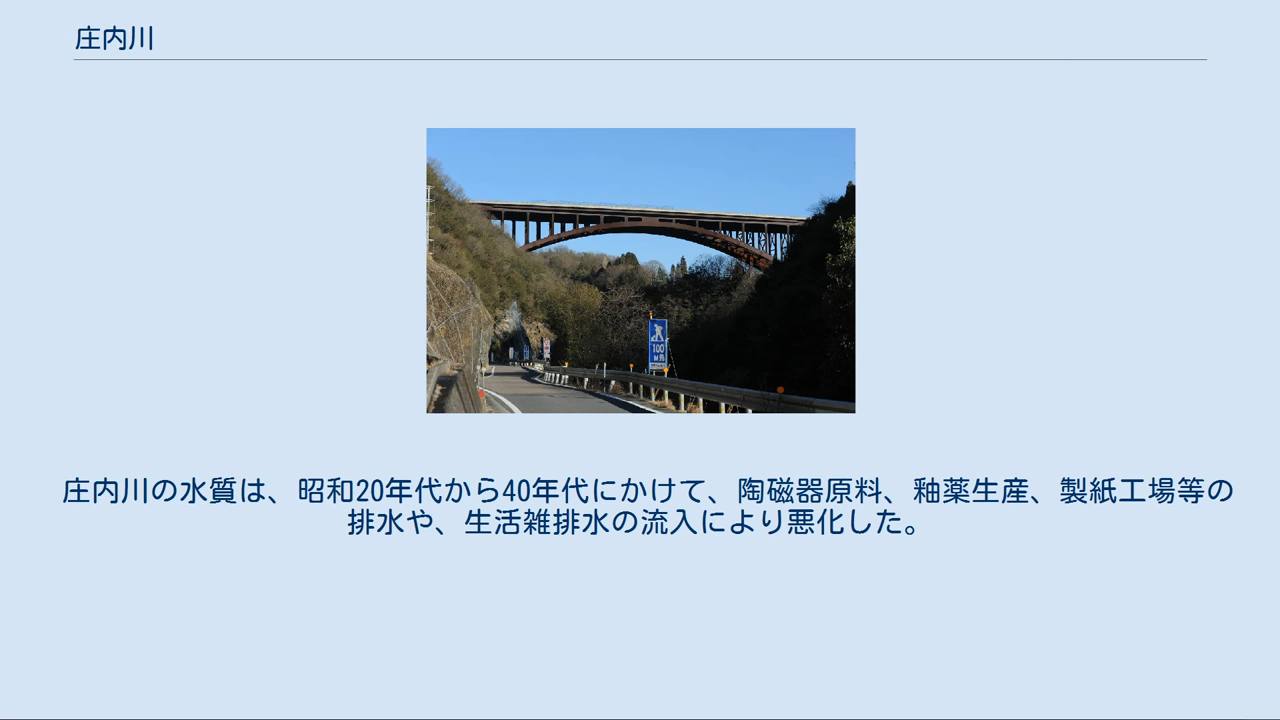 庄内川
100
庄内川の水質は、昭和20年代から40年代にかけて、陶磁器原料、釉薬生産、製紙工場等の
排水や、生活雑排水の流入により悪化した。